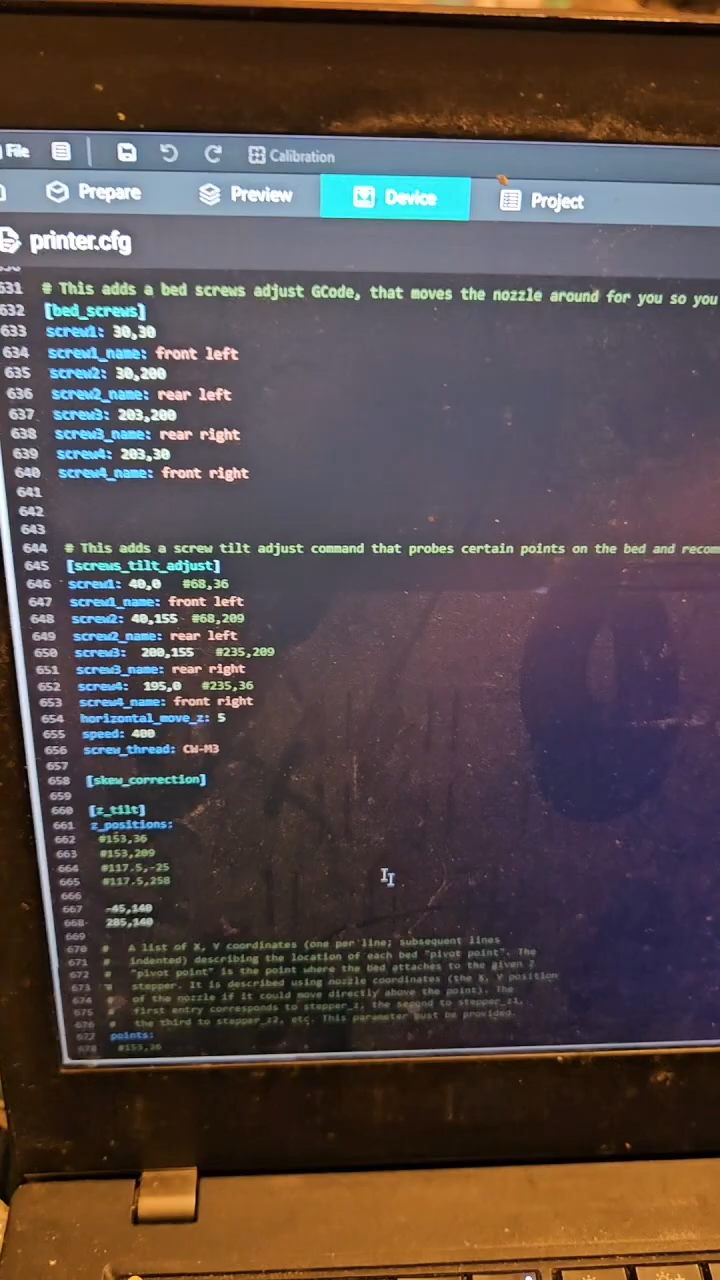 File
Calibration
Prepare Preview Device Project
printer.cfg
631 # This adds a bed screws adjust GCode, that moves the nozzle around for you so you
632 [bed_screws]
633 screw1: 30,30
634 screw1_name: front left
635 screw2: 30,200
636 screw2_name: rear left
637 screw3: 203,200
638 screw3_name: rear right
639 screw4: 203,30
640 screw4_name: front right
641
642
643
644 # This adds a screw tilt adjust command that probes certain points on the bed and recom
645 [screws_tilt_adjust]
646 screw1: 40,0 #68,36
647 screw1_name: front left
648 screw2: 40,155 #68,209
649 screw2_name: rear left
650 screw3: 200,155 #235,209
651 screw3_name: rear right
652 screw4: 195,0 #235,36
653 screw4_name: front right
654 horizontal_move_z: 5
655 speed: 400
656 screw_thread: CW-M3
657
658 [skew_correction]
659
660 [z_tilt]
661 z_positions:
662 #153,36
663 #153,209
664 #117.5,-25
665 #117.5,258
666
667 -45,140
668 285,140
669
670 # A list of X, Y coordinates (one per line; subsequent lines
671 # indented) describing the location of each bed "pivot point". The
672 # "pivot point" is the point where the bed attaches to the given Z
673 # stepper. It is described using nozzle coordinates (the X, Y position
674 # of the nozzle if it could move directly above the point). The
675 # first entry corresponds to stepper_z, the second to stepper_z1,
676 # the third to stepper_z2, etc. This parameter must be provided.
677 points:
678 #153,36